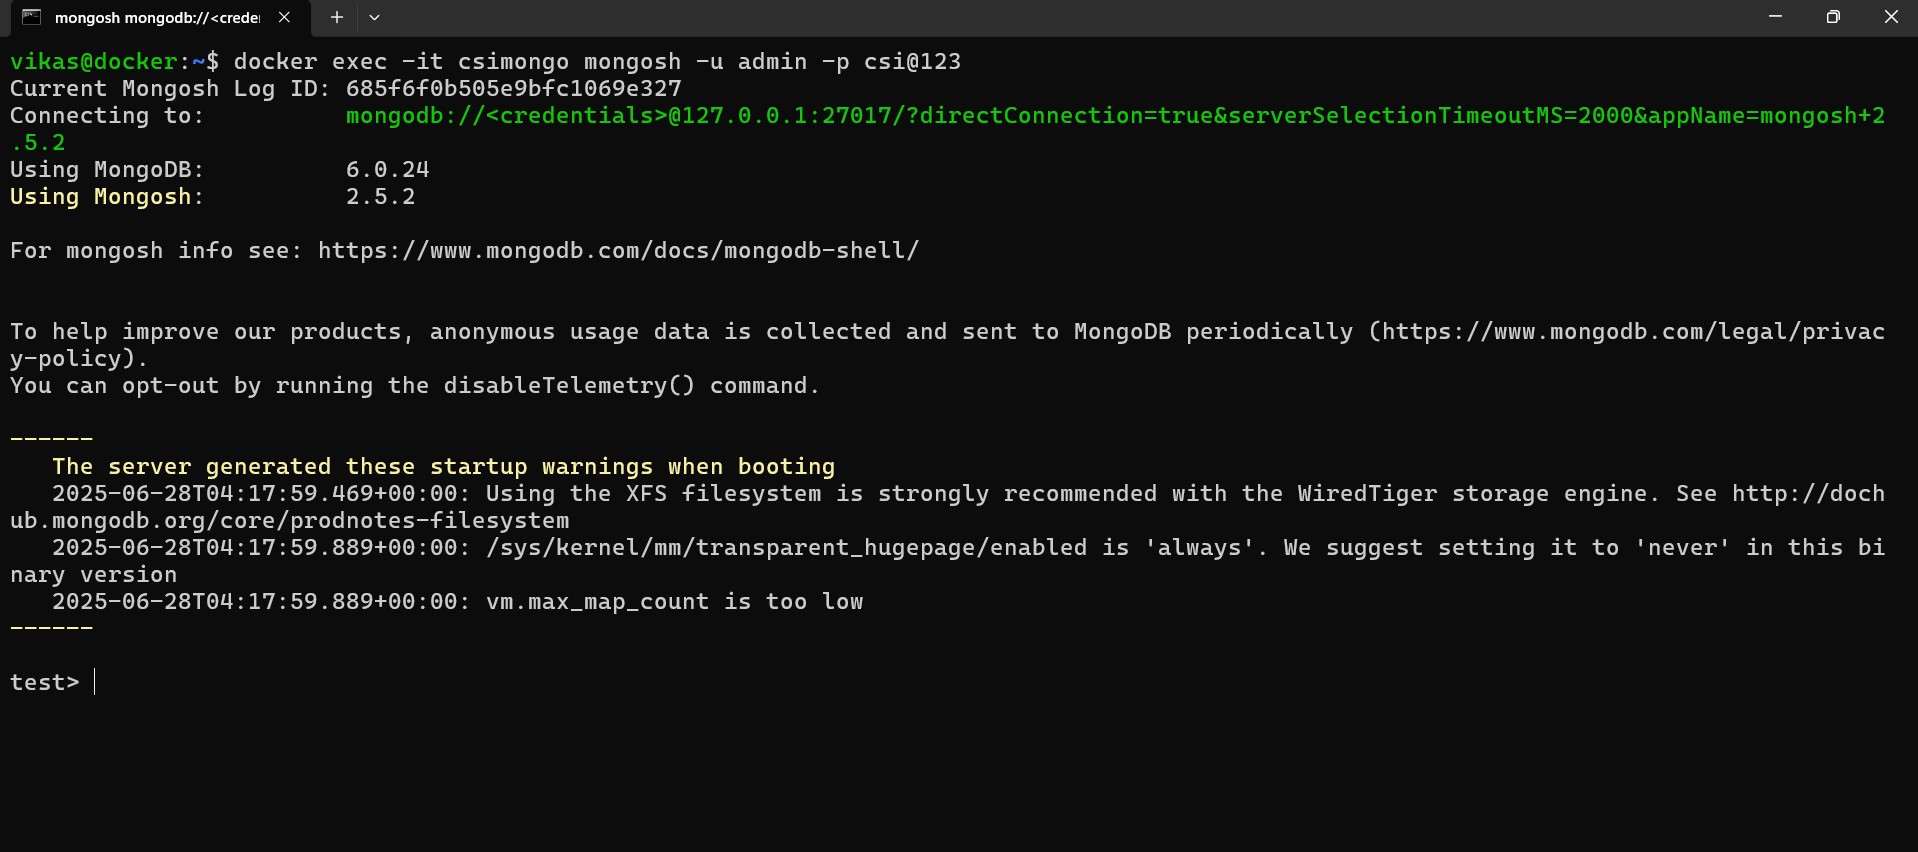 mongosh mongodb://<crede
vikas@docker:~$ docker exec -it csimongo mongosh -u admin -p csi@123
Current Mongosh Log ID: 685f6f0b505e9bfc1069e327
Connecting to:          mongodb://<credentials>@127.0.0.1:27017/?directConnection=true&serverSelectionTimeoutMS=2000&appName=mongosh+2
.5.2
Using MongoDB:          6.0.24
Using Mongosh:          2.5.2
For mongosh info see: https://www.mongodb.com/docs/mongodb-shell/
To help improve our products, anonymous usage data is collected and sent to MongoDB periodically (https://www.mongodb.com/legal/privac
y-policy).
You can opt-out by running the disableTelemetry() command.
------
   The server generated these startup warnings when booting
   2025-06-28T04:17:59.469+00:00: Using the XFS filesystem is strongly recommended with the WiredTiger storage engine. See http://doch
ub.mongodb.org/core/prodnotes-filesystem
   2025-06-28T04:17:59.889+00:00: /sys/kernel/mm/transparent_hugepage/enabled is 'always'. We suggest setting it to 'never' in this bi
nary version
   2025-06-28T04:17:59.889+00:00: vm.max_map_count is too low
------
test>